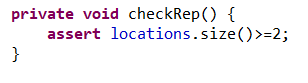 private void checkRep() {
    assert locations.size()>=2;
}